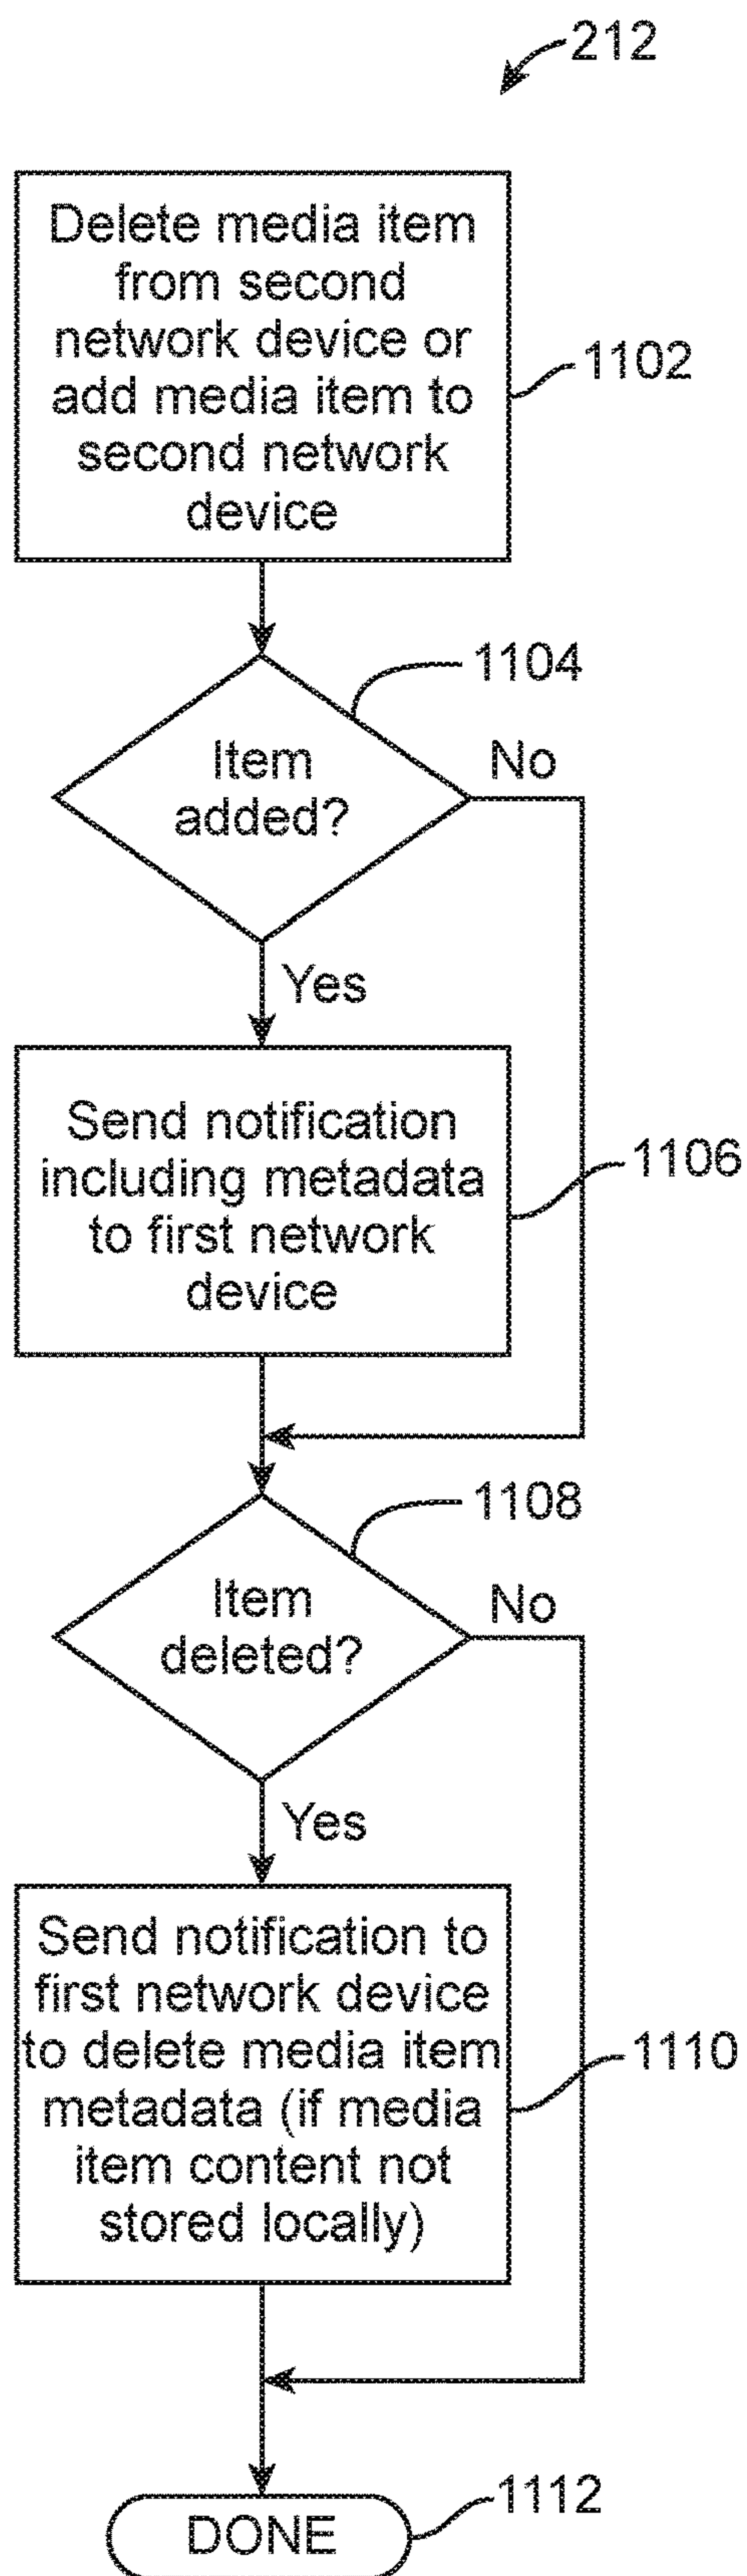 212
Delete media item
from second
network device or
add media item to
second network
device
1102
1104
Item
added?
No
Yes
Send notification
including metadata
to first network
device
1106
1108
Item
deleted?
No
Yes
Send notification to
first network device
to delete media item
metadata (if media
item content not
stored locally)
1110
DONE
1112